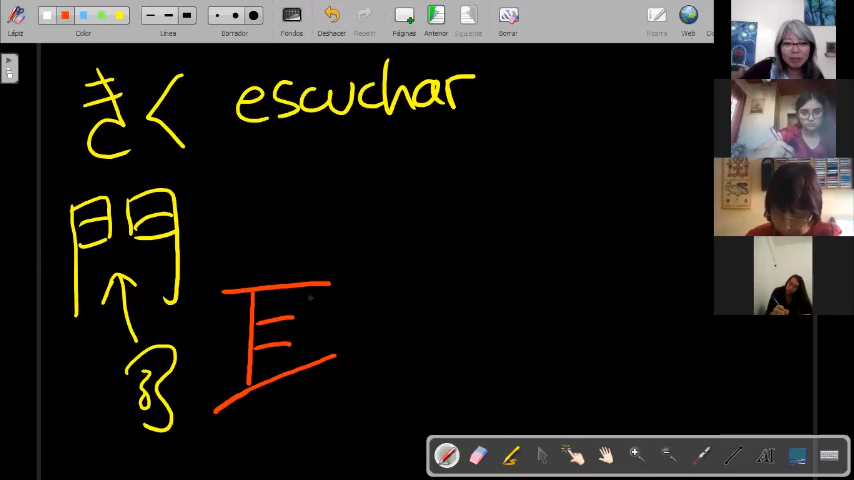 Lápiz Color Línea Borrador Fondos Deshacer Repetir Páginas Anterior Siguiente Borrar Pizarra Web
きく escuchar
門